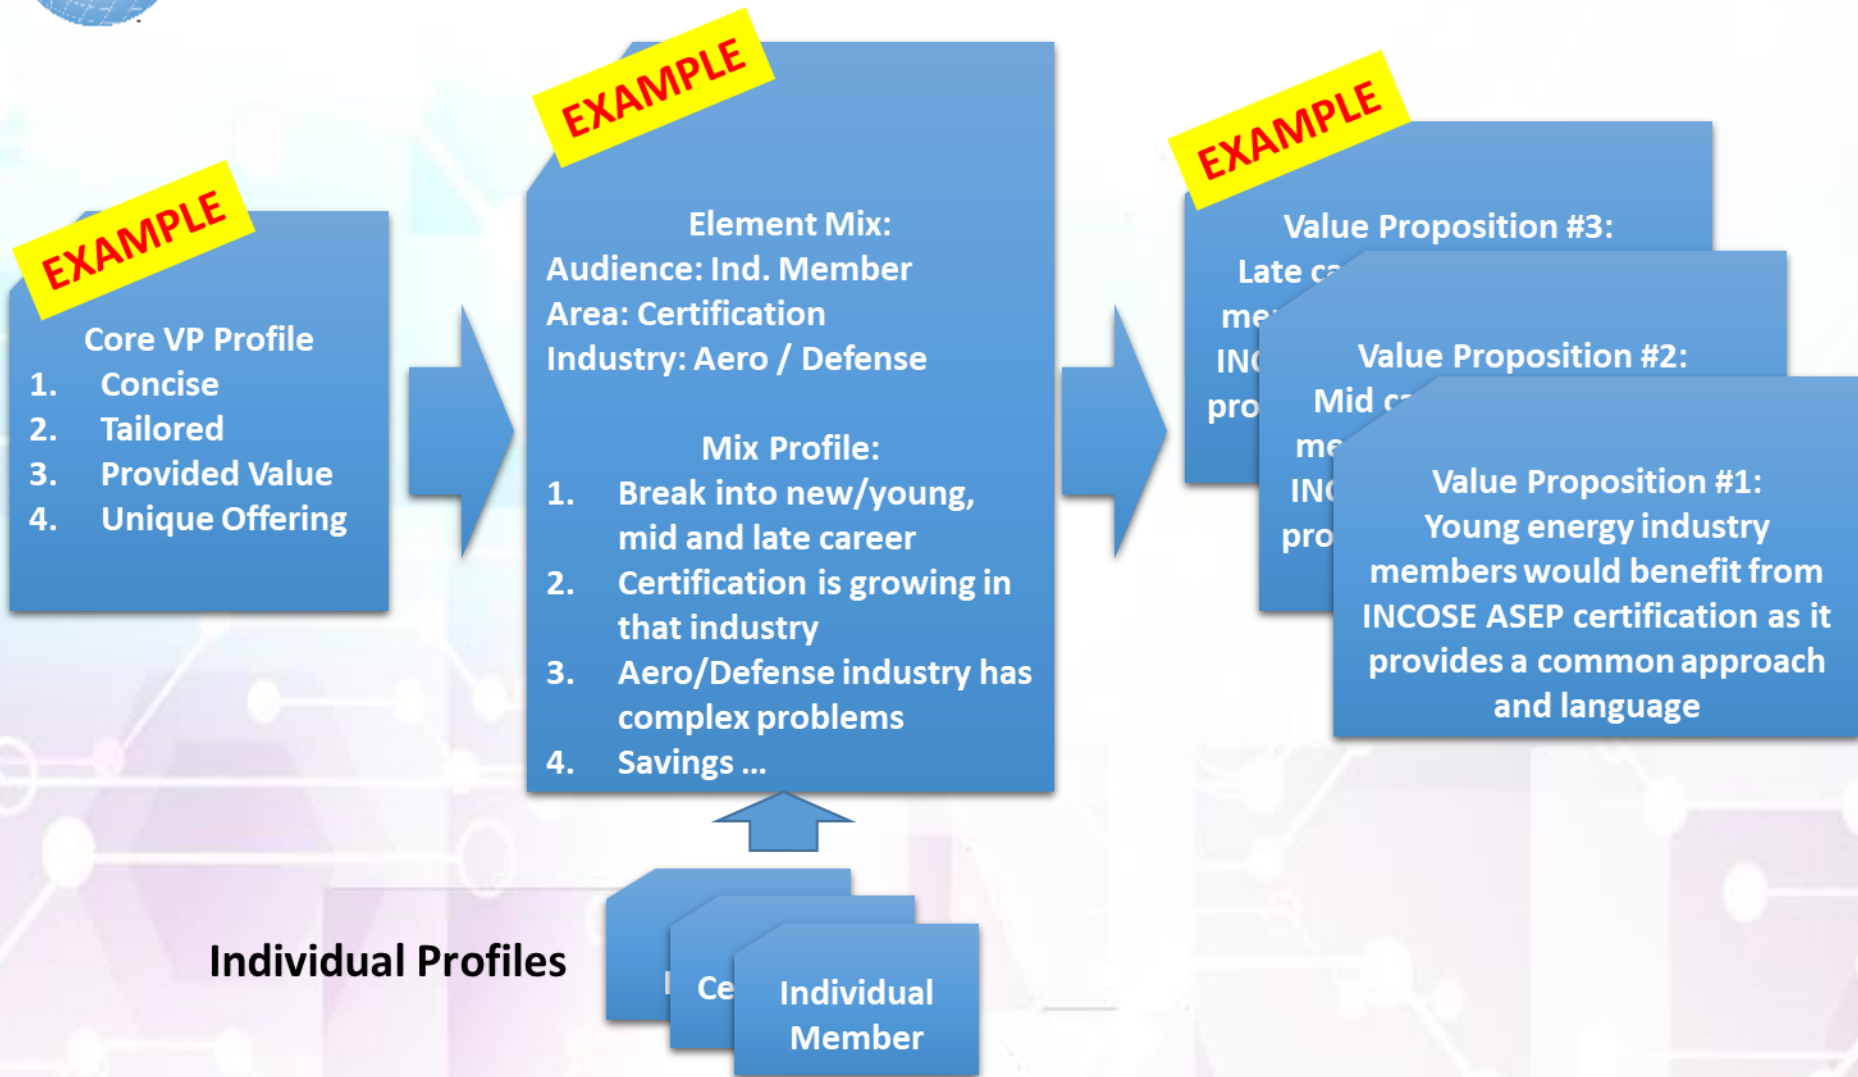 EXAMPLE
Core VP Profile
1. Concise
2. Tailored
3. Provided Value
4. Unique Offering
EXAMPLE
Element Mix:
Audience: Ind. Member
Area: Certification
Industry: Aero / Defense
Mix Profile:
1. Break into new/young,
mid and late career
2. Certification is growing in
that industry
3. Aero/Defense industry has
complex problems
4. Savings ...
EXAMPLE
Value Proposition #3:
Late
Value Proposition #2:
Mid
Value Proposition #1:
Young energy industry
members would benefit from
INCOSE ASEP certification as it
provides a common approach
and language
Individual Profiles
Individual
Member